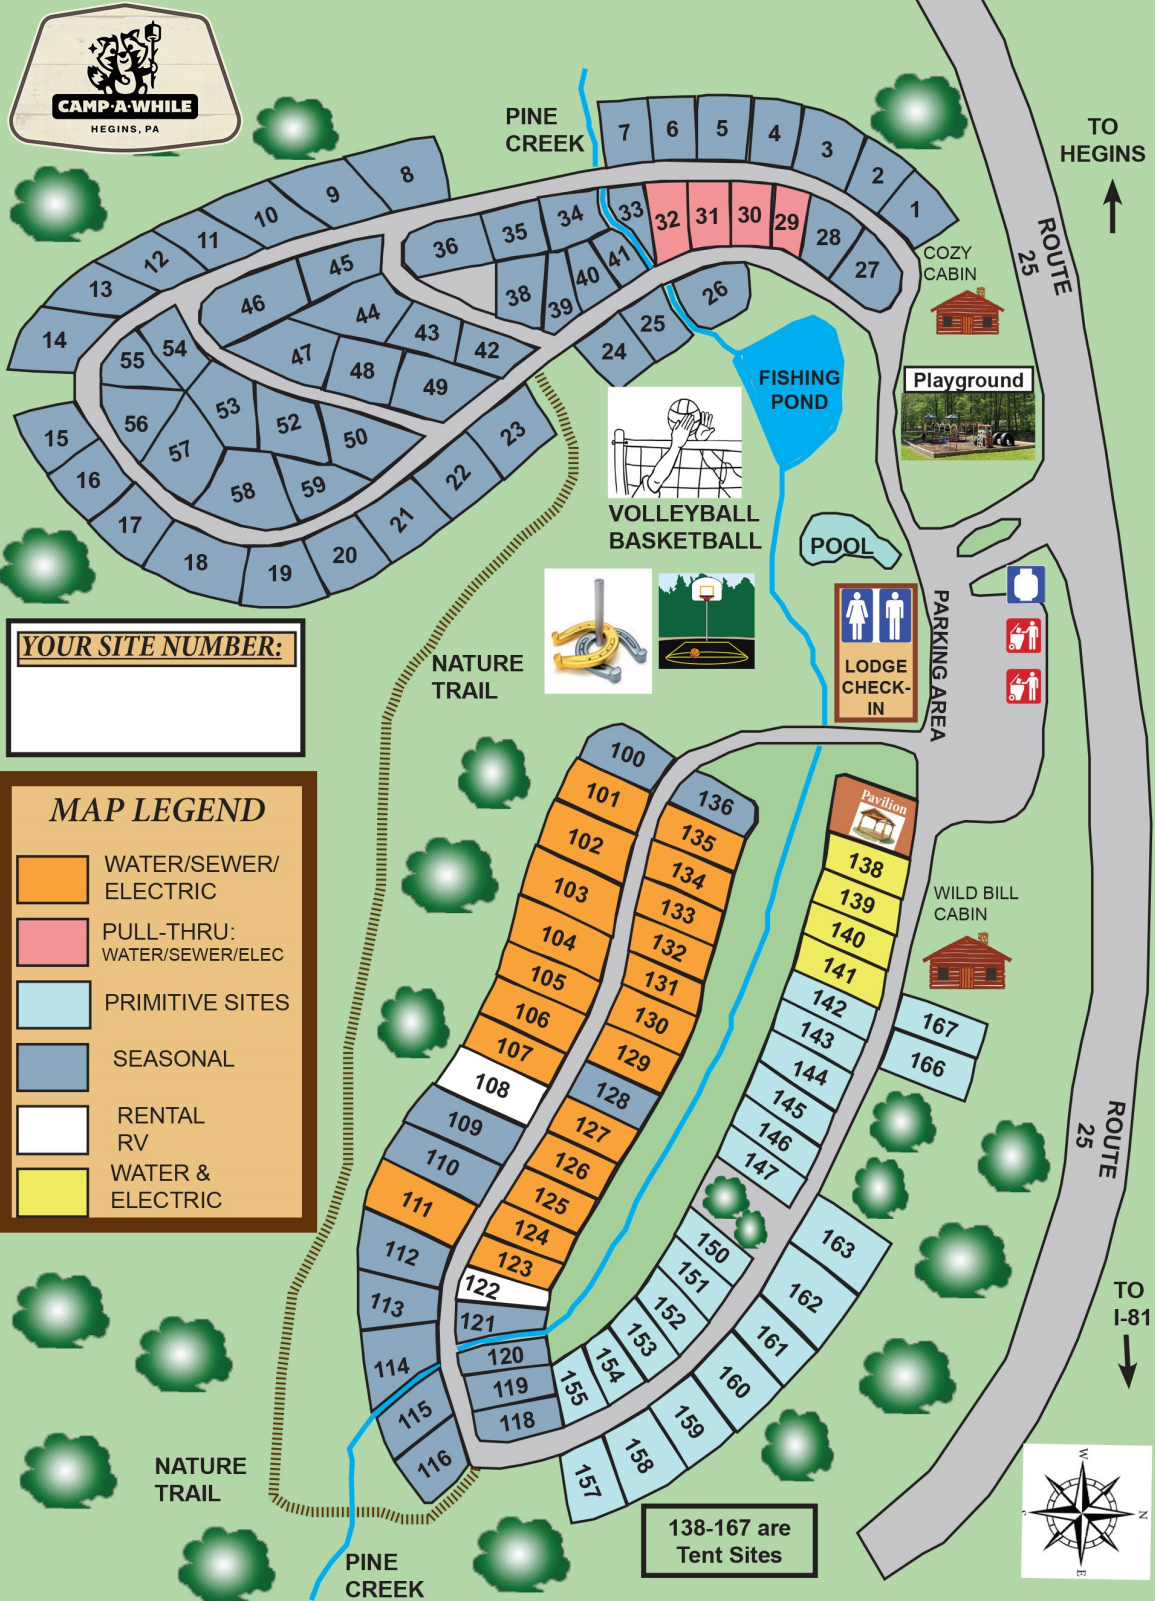 CAMP-A-WHILE
HEGINS, PA
PINE
CREEK
TO
HEGINS
ROUTE
25
7
6
5
4
3
2
1
8
9
10
11
12
13
14
36
35
34
33
32
31
30
29
28
27
41
40
39
38
26
25
24
45
46
44
43
42
47
48
49
55
54
53
52
50
56
57
58
59
15
16
17
18
19
20
21
22
23
COZY
CABIN
Playground
FISHING
POND
VOLLEYBALL
BASKETBALL
POOL
PARKING AREA
LODGE
CHECK-
IN
NATURE
TRAIL
YOUR SITE NUMBER:
MAP LEGEND
WATER/SEWER/
ELECTRIC
PULL-THRU:
WATER/SEWER/ELEC
PRIMITIVE SITES
SEASONAL
RENTAL
RV
WATER &
ELECTRIC
100
101
102
103
104
105
106
107
108
109
110
111
112
113
114
115
116
136
135
134
133
132
131
130
129
128
127
126
125
124
123
122
121
120
119
118
Pavilion
138
139
140
141
142
143
144
145
146
147
150
151
152
153
154
155
WILD BILL
CABIN
167
166
163
162
161
160
159
158
157
ROUTE
25
TO
I-81
NATURE
TRAIL
PINE
CREEK
138-167 are
Tent Sites
W
N
S
E